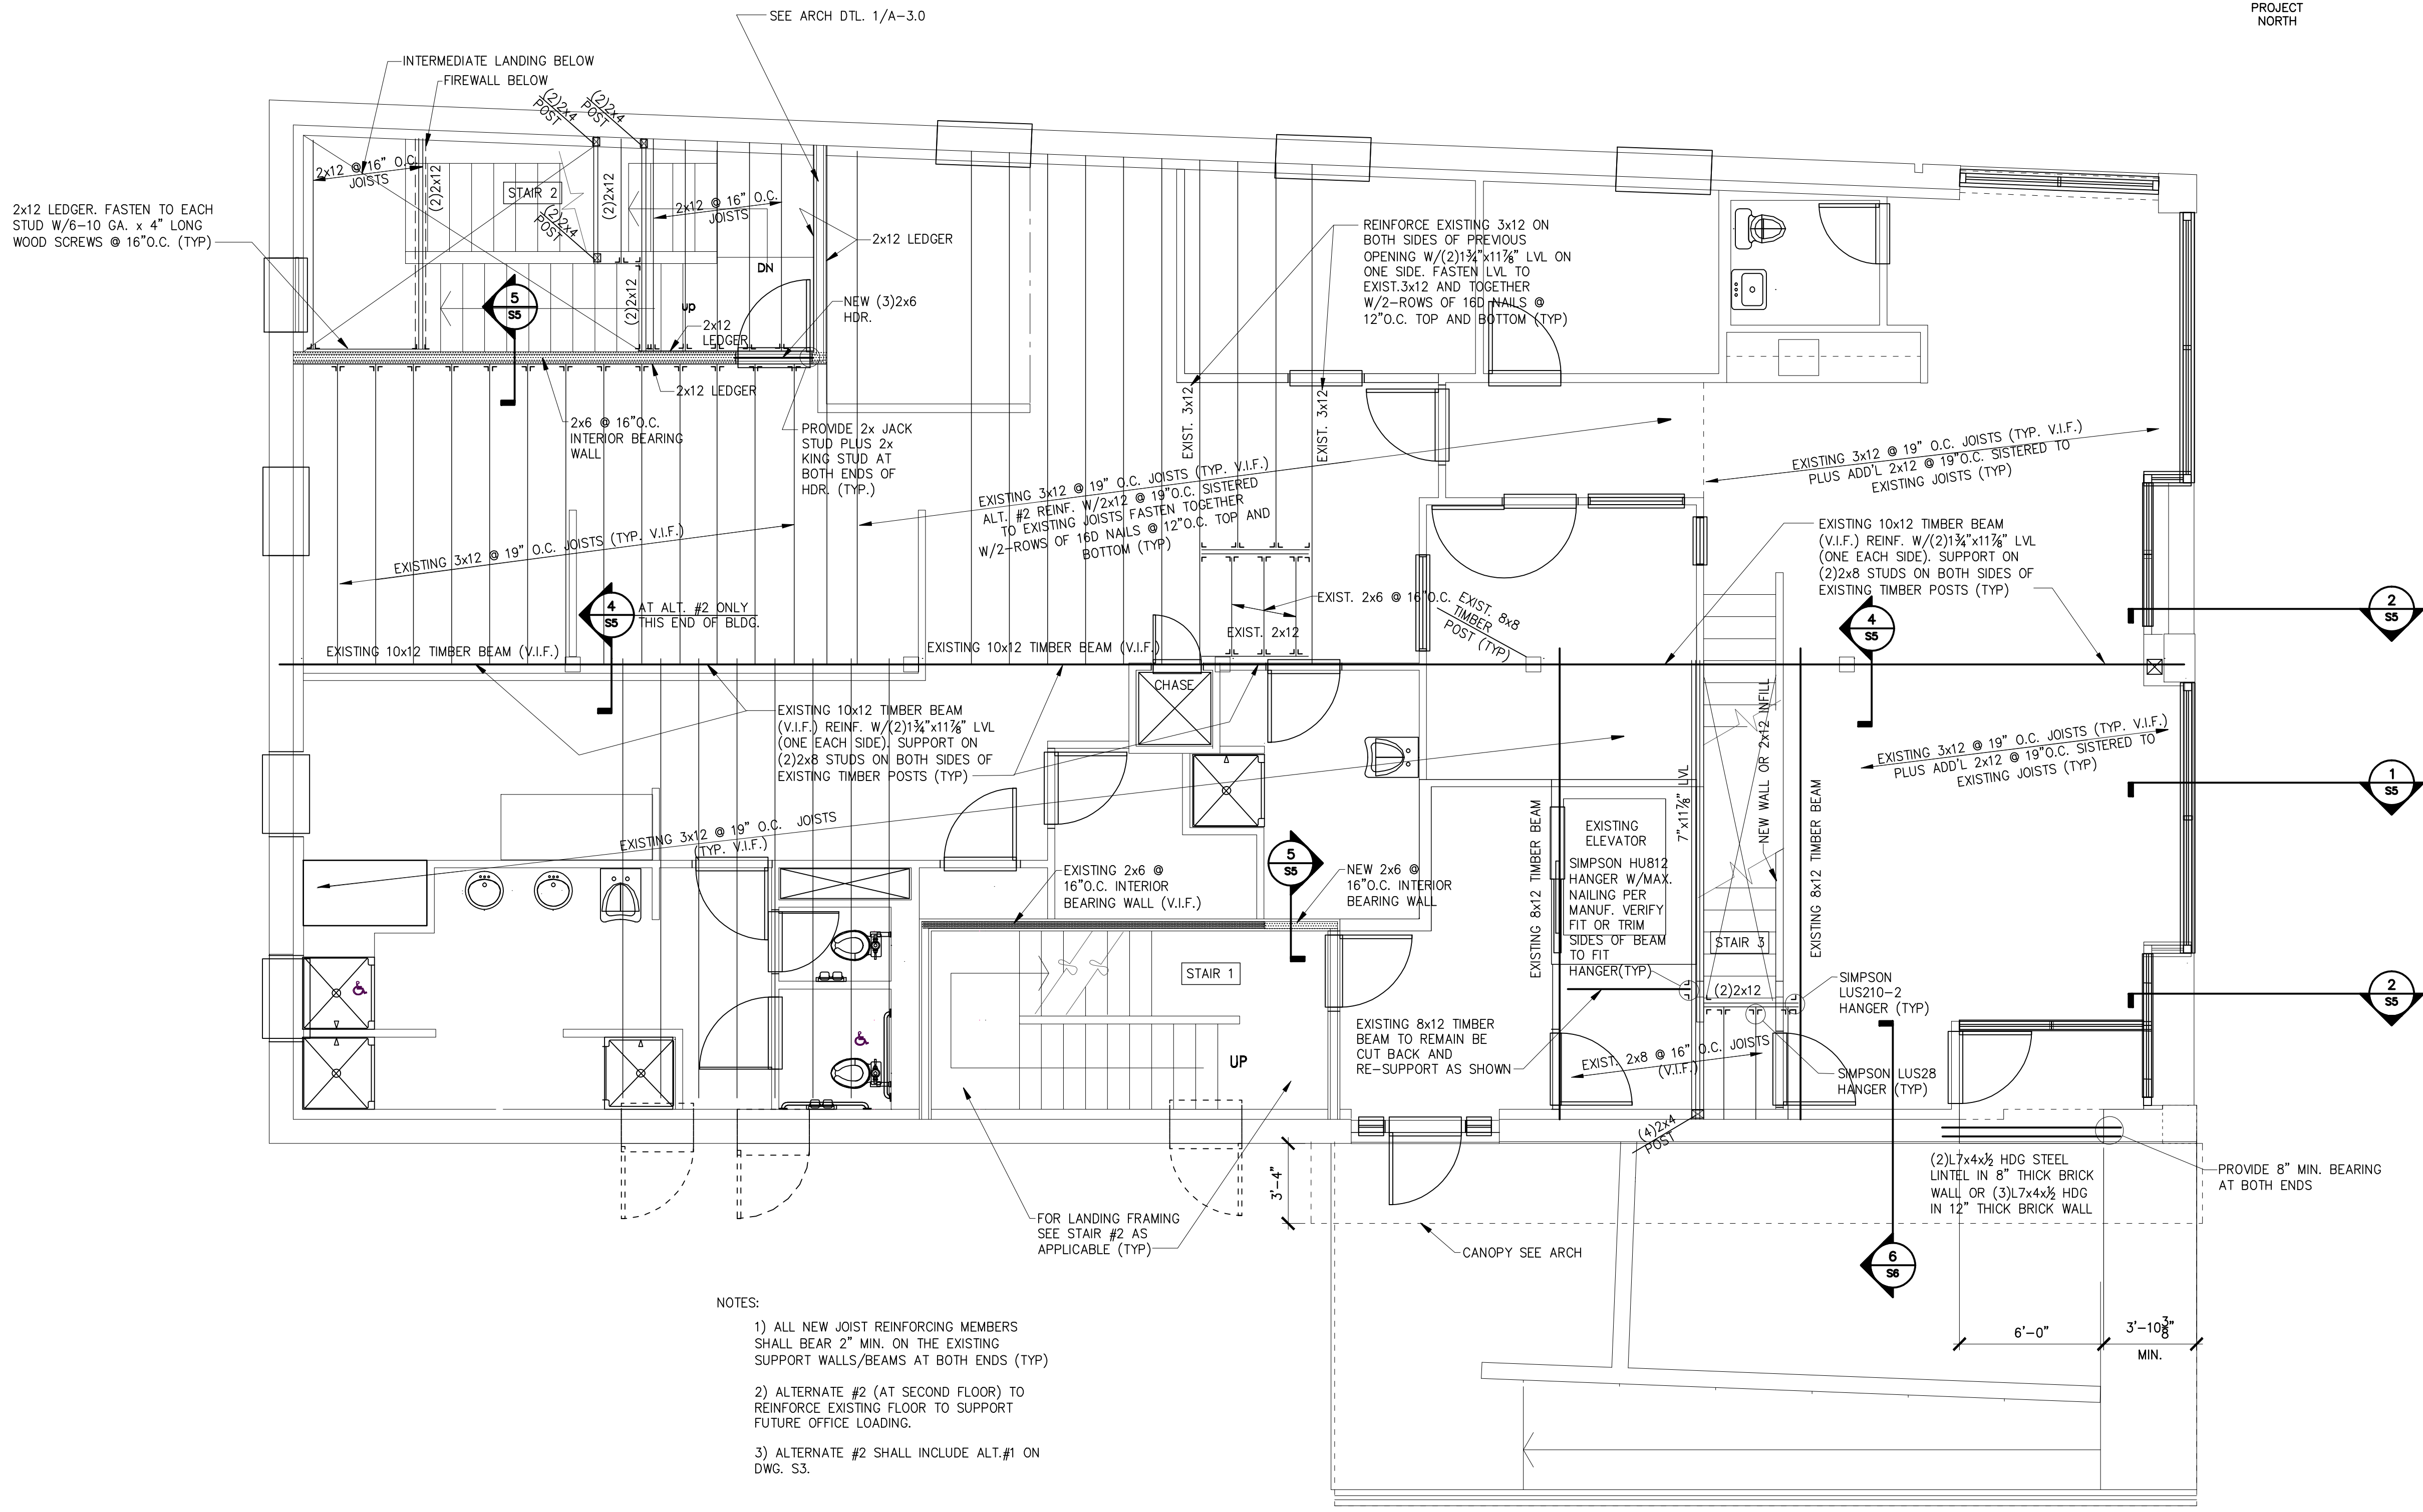 PROJECT
NORTH
SEE ARCH DTL. 1/A-3.0
INTERMEDIATE LANDING BELOW
FIREWALL BELOW
(2)2x4
POST
(2)2x4
POST
2x12 @ 16" O.C.
JOISTS
(2)2x12
STAIR 2
(2)2x12
(2)2x4
POST
2x12 @ 16" O.C.
JOISTS
2x12 LEDGER. FASTEN TO EACH
STUD W/6-10 GA. x 4" LONG
WOOD SCREWS @ 16"O.C. (TYP)
2x12 LEDGER
DN
(2)2x12
up
5
S5
NEW (3)2x6
HDR.
2x12
LEDGER
2x12 LEDGER
2x6 @ 16"O.C.
INTERIOR BEARING
WALL
PROVIDE 2x JACK
STUD PLUS 2x
KING STUD AT
BOTH ENDS OF
HDR. (TYP.)
REINFORCE EXISTING 3x12 ON
BOTH SIDES OF PREVIOUS
OPENING W/(2)1¾"x11⅞" LVL ON
ONE SIDE. FASTEN LVL TO
EXIST.3x12 AND TOGETHER
W/2-ROWS OF 16D NAILS @
12"O.C. TOP AND BOTTOM (TYP)
EXIST. 3x12
EXIST. 3x12
EXISTING 3x12 @ 19" O.C. JOISTS (TYP. V.I.F.)
ALT. #2 REINF. W/2x12 @ 19"O.C. SISTERED
TO EXISTING JOISTS FASTEN TOGETHER
W/2-ROWS OF 16D NAILS @ 12"O.C. TOP AND
BOTTOM (TYP)
EXISTING 3x12 @ 19" O.C. JOISTS (TYP. V.I.F.)
PLUS ADD'L 2x12 @ 19"O.C. SISTERED TO
EXISTING JOISTS (TYP)
EXISTING 3x12 @ 19" O.C. JOISTS (TYP. V.I.F.)
4
S5
AT ALT. #2 ONLY
THIS END OF BLDG.
EXISTING 10x12 TIMBER BEAM (V.I.F.)
EXISTING 10x12 TIMBER BEAM (V.I.F.)
EXIST. 2x6 @ 16"O.C.
EXIST. 2x12
EXIST. 8x8
TIMBER
POST (TYP)
EXISTING 10x12 TIMBER BEAM
(V.I.F.) REINF. W/(2)1¾"x11⅞" LVL
(ONE EACH SIDE). SUPPORT ON
(2)2x8 STUDS ON BOTH SIDES OF
EXISTING TIMBER POSTS (TYP)
4
S5
2
S5
CHASE
EXISTING 10x12 TIMBER BEAM
(V.I.F.) REINF. W/(2)1¾"x11⅞" LVL
(ONE EACH SIDE). SUPPORT ON
(2)2x8 STUDS ON BOTH SIDES OF
EXISTING TIMBER POSTS (TYP)
EXISTING 3x12 @ 19" O.C. JOISTS (TYP. V.I.F.)
PLUS ADD'L 2x12 @ 19"O.C. SISTERED TO
EXISTING JOISTS (TYP)
1
S5
EXISTING 3x12 @ 19" O.C. JOISTS
(TYP. V.I.F.)
EXISTING 2x6 @
16"O.C. INTERIOR
BEARING WALL (V.I.F.)
5
S5
NEW 2x6 @
16"O.C. INTERIOR
BEARING WALL
EXISTING 8x12 TIMBER BEAM
EXISTING
ELEVATOR
SIMPSON HU812
HANGER W/MAX.
NAILING PER
MANUF. VERIFY
FIT OR TRIM
SIDES OF BEAM
TO FIT
HANGER(TYP)
7"x11⅞" LVL
NEW WALL OR 2x12 INFILL
EXISTING 8x12 TIMBER BEAM
STAIR 3
(2)2x12
SIMPSON
LUS210-2
HANGER (TYP)
2
S5
STAIR 1
UP
EXISTING 8x12 TIMBER
BEAM TO REMAIN BE
CUT BACK AND
RE-SUPPORT AS SHOWN
EXIST. 2x8 @ 16" O.C. JOISTS
(V.I.F.)
SIMPSON LUS28
HANGER (TYP)
(4)2x4
POST
3'-4"
(2)L7x4x½ HDG STEEL
LINTEL IN 8" THICK BRICK
WALL OR (3)L7x4x½ HDG
IN 12" THICK BRICK WALL
PROVIDE 8" MIN. BEARING
AT BOTH ENDS
FOR LANDING FRAMING
SEE STAIR #2 AS
APPLICABLE (TYP)
CANOPY SEE ARCH
6
S6
6'-0"
3'-10⅜"
MIN.
NOTES:
1) ALL NEW JOIST REINFORCING MEMBERS
SHALL BEAR 2" MIN. ON THE EXISTING
SUPPORT WALLS/BEAMS AT BOTH ENDS (TYP)
2) ALTERNATE #2 (AT SECOND FLOOR) TO
REINFORCE EXISTING FLOOR TO SUPPORT
FUTURE OFFICE LOADING.
3) ALTERNATE #2 SHALL INCLUDE ALT.#1 ON
DWG. S3.